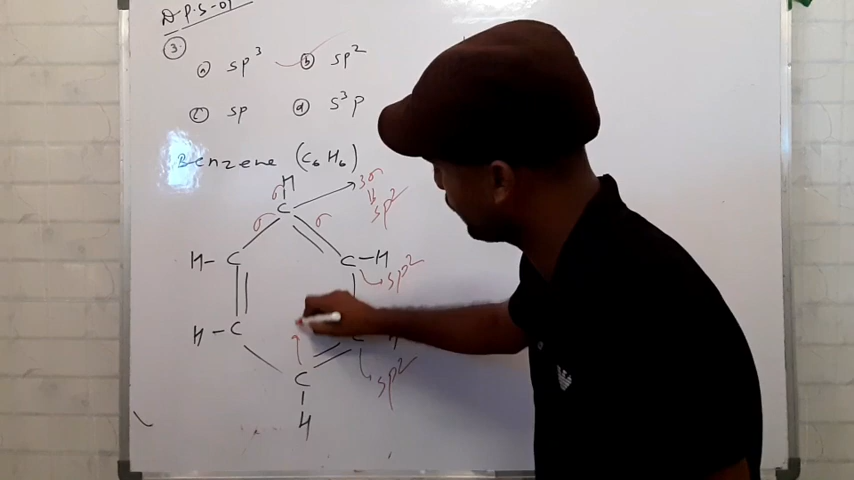 D.P.S-01
③
ⓐ sp³ ⓑ sp²
ⓒ sp ⓓ s³p
Benzene (C₆H₆)
H
σ 3σ
C
σ σ sp²
H-C C-H
sp²
H-C C H
C sp²
H